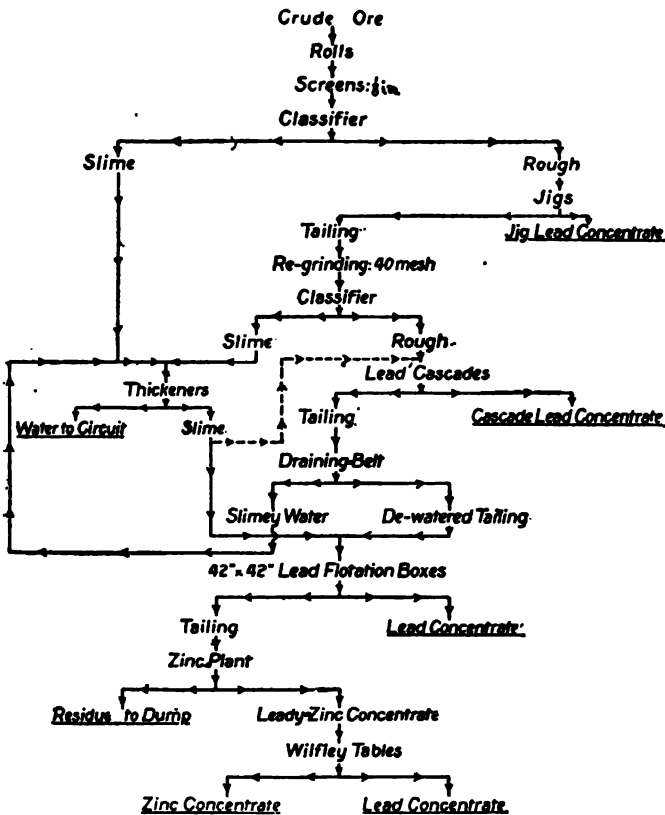 Crude Ore
Rolls
Screens: 1/8 in.
Classifier
Slime
Rough
Jigs
Tailing
Jig Lead Concentrate
Re-grinding: 40 mesh
Classifier
Slime
Rough
Lead Cascades
Thickeners
Water to Circuit
Slime
Tailing
Cascade Lead Concentrate
Draining-Belt
Slimey Water
De-watered Tailing
42" x 42" Lead Flotation Boxes
Tailing
Lead Concentrate
Zinc Plant
Residue to Dump
Leady-Zinc Concentrate
Wilfley Tables
Zinc Concentrate
Lead Concentrate